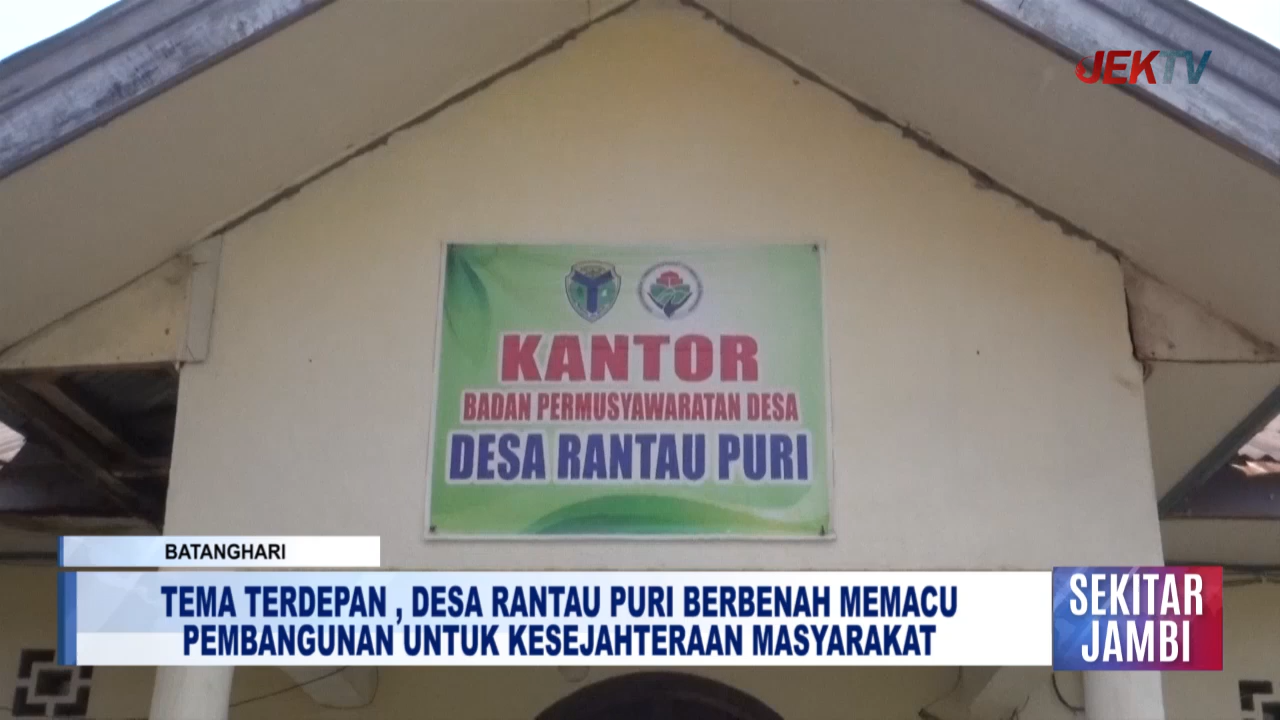 JEKTV
KANTOR
BADAN PERMUSYAWARATAN DESA
DESA RANTAU PURI
BATANGHARI
TEMA TERDEPAN , DESA RANTAU PURI BERBENAH MEMACU
PEMBANGUNAN UNTUK KESEJAHTERAAN MASYARAKAT
SEKITAR
JAMBI